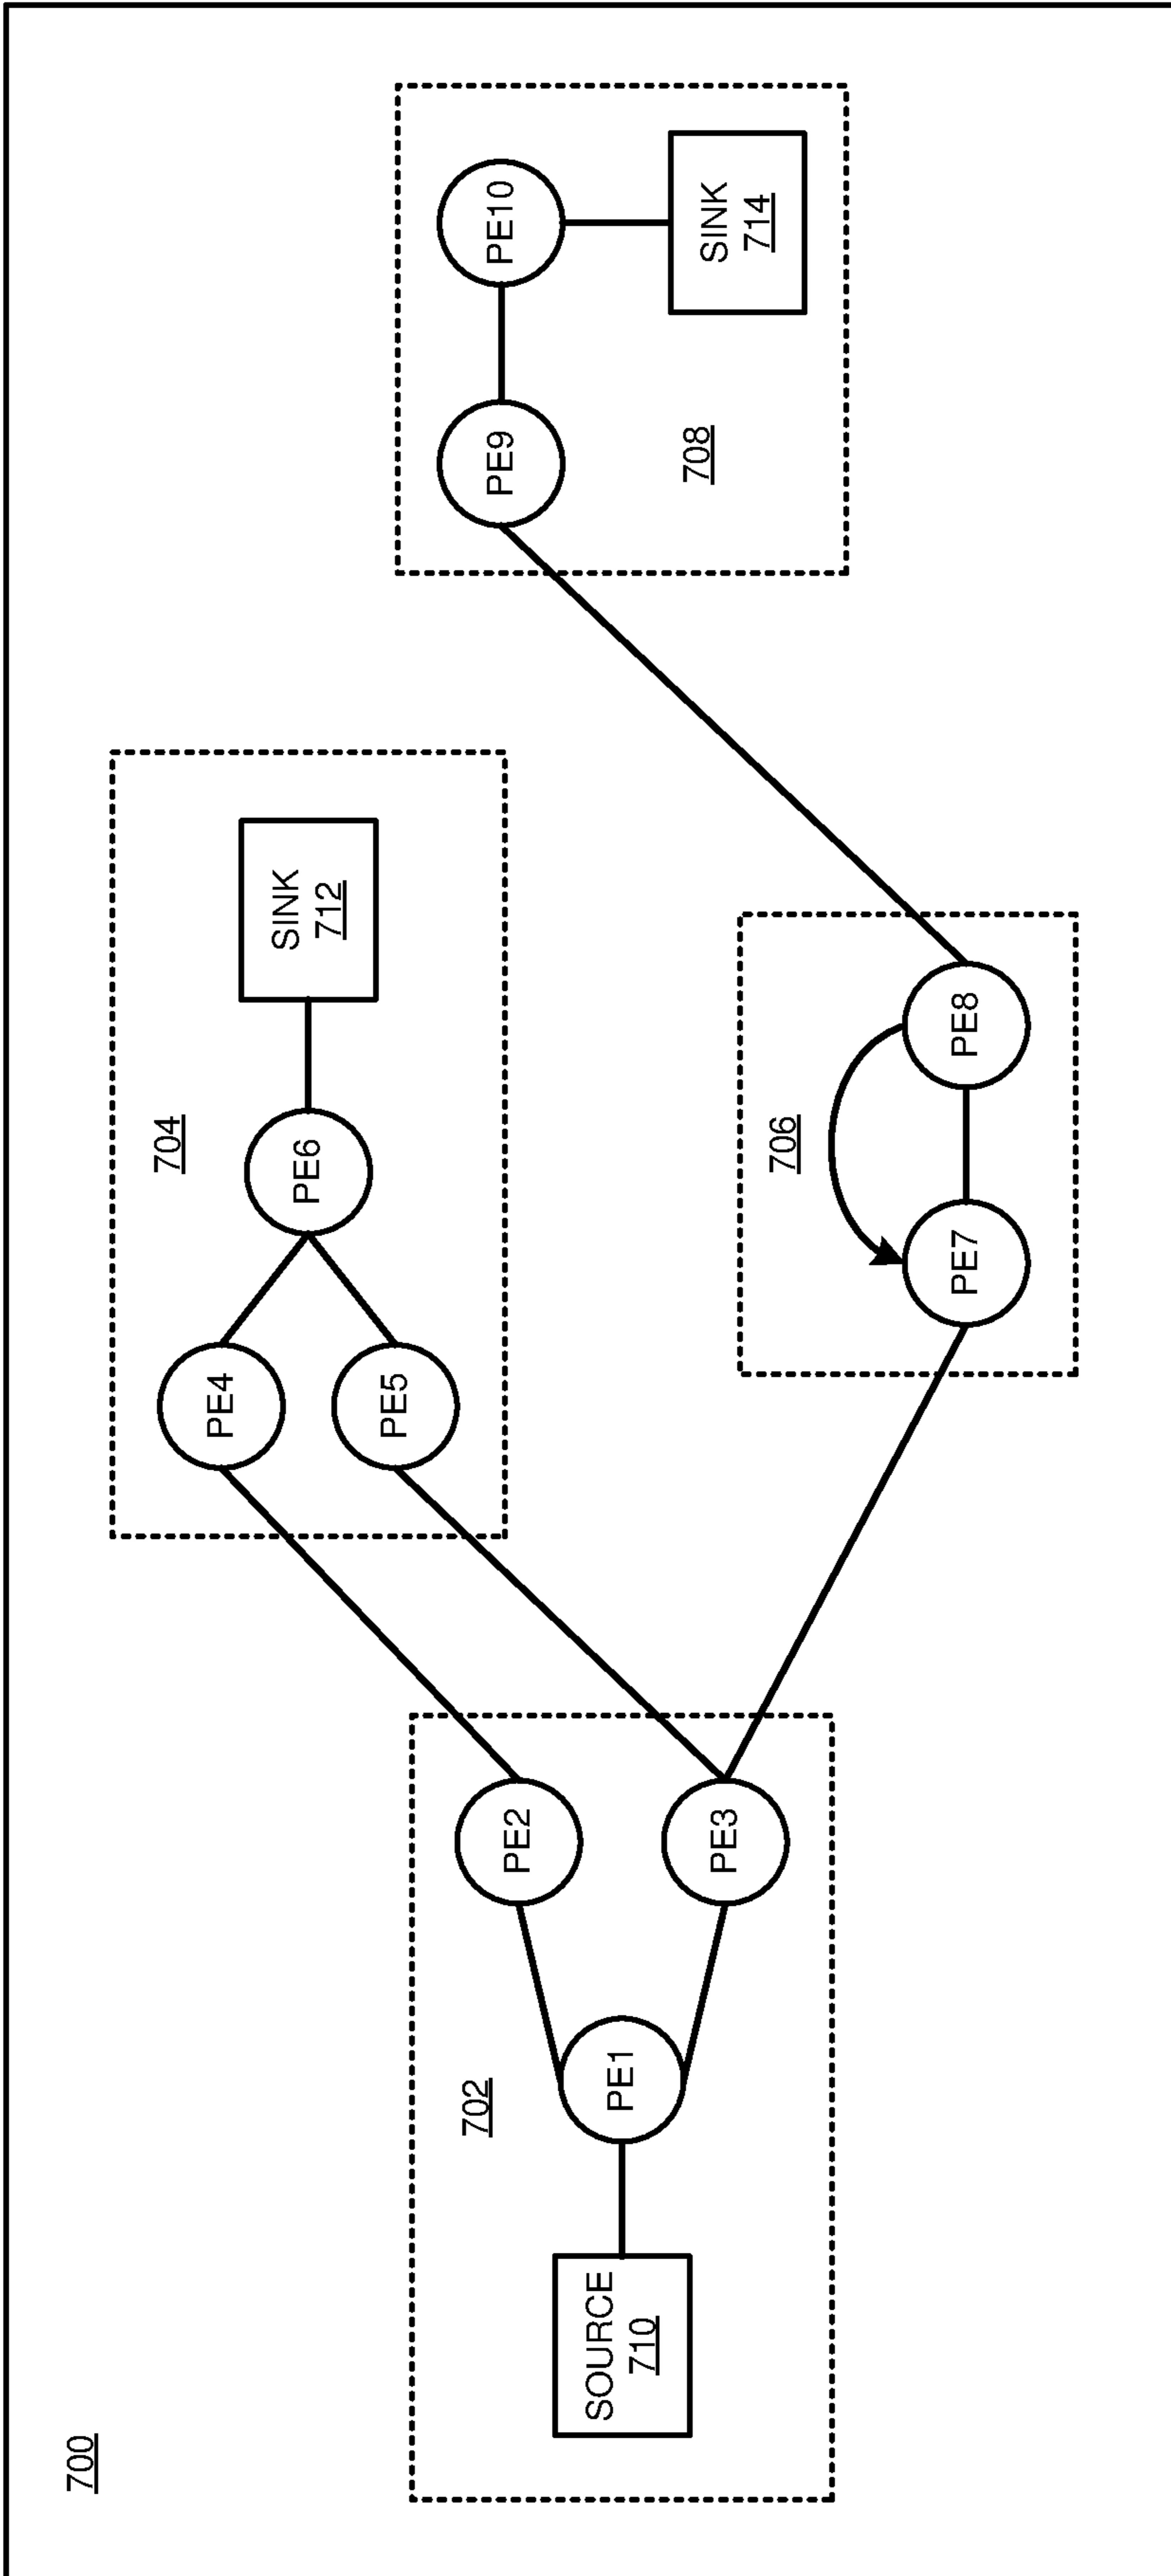 700
702
SOURCE
710
PE1
PE2
PE3
704
PE4
PE5
PE6
SINK
712
706
PE7
PE8
708
PE9
PE10
SINK
714